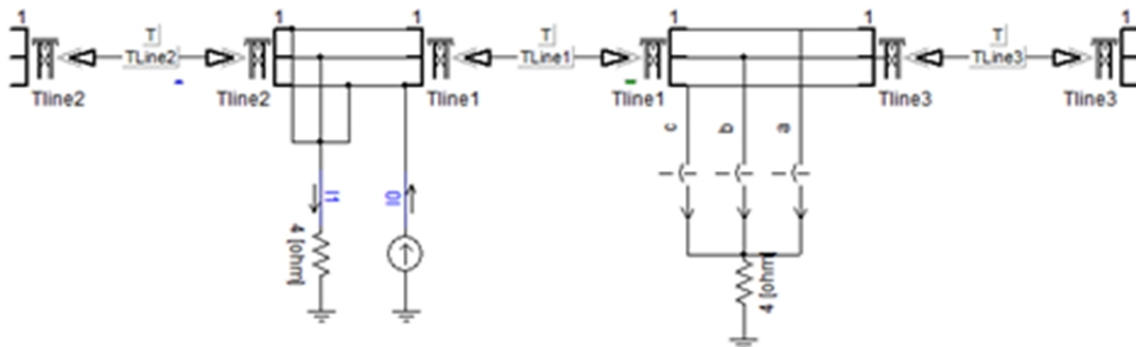 1 1 1 1 1 1
T T T
TLine2 TLine1 TLine3
Tline2 Tline2 Tline1 Tline1 Tline3 Tline3
c b a
I1 I0
4 [ohm]
4 [ohm]